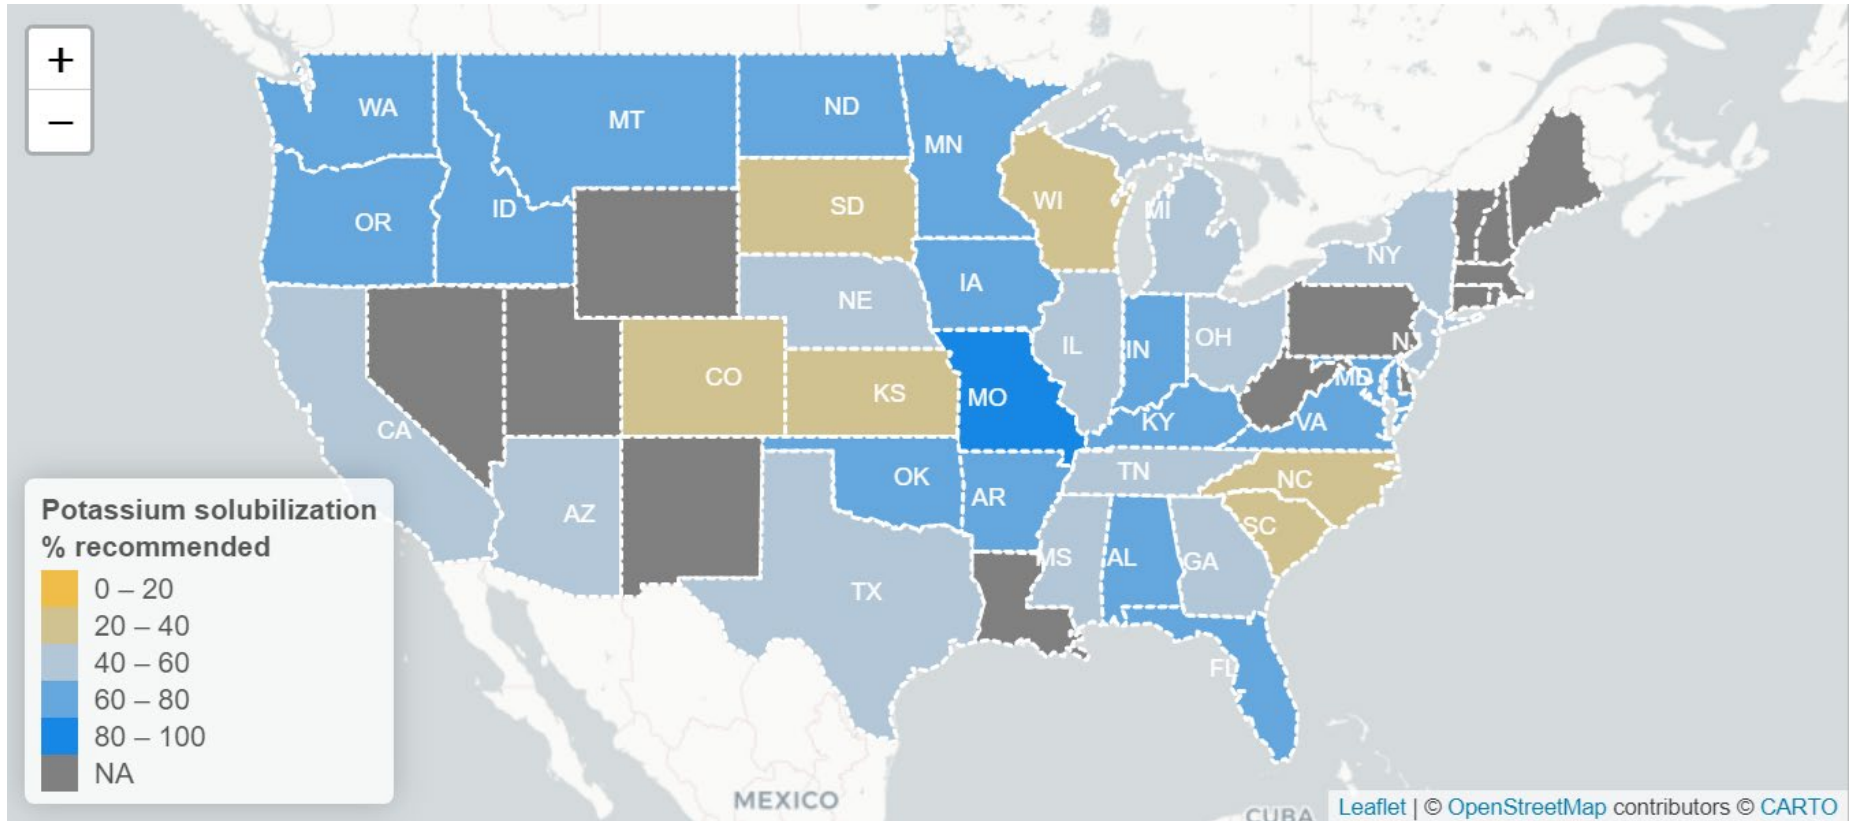 +
−
WA
MT
ND
MN
OR
ID
SD
WI
MI
NY
NE
IA
IL
IN
OH
NJ
CO
KS
MO
MD
KY
VA
CA
AZ
OK
AR
TN
NC
SC
TX
MS
AL
GA
FL
Potassium solubilization
% recommended
0 – 20
20 – 40
40 – 60
60 – 80
80 – 100
NA
MEXICO
CUBA
Leaflet | © OpenStreetMap contributors © CARTO